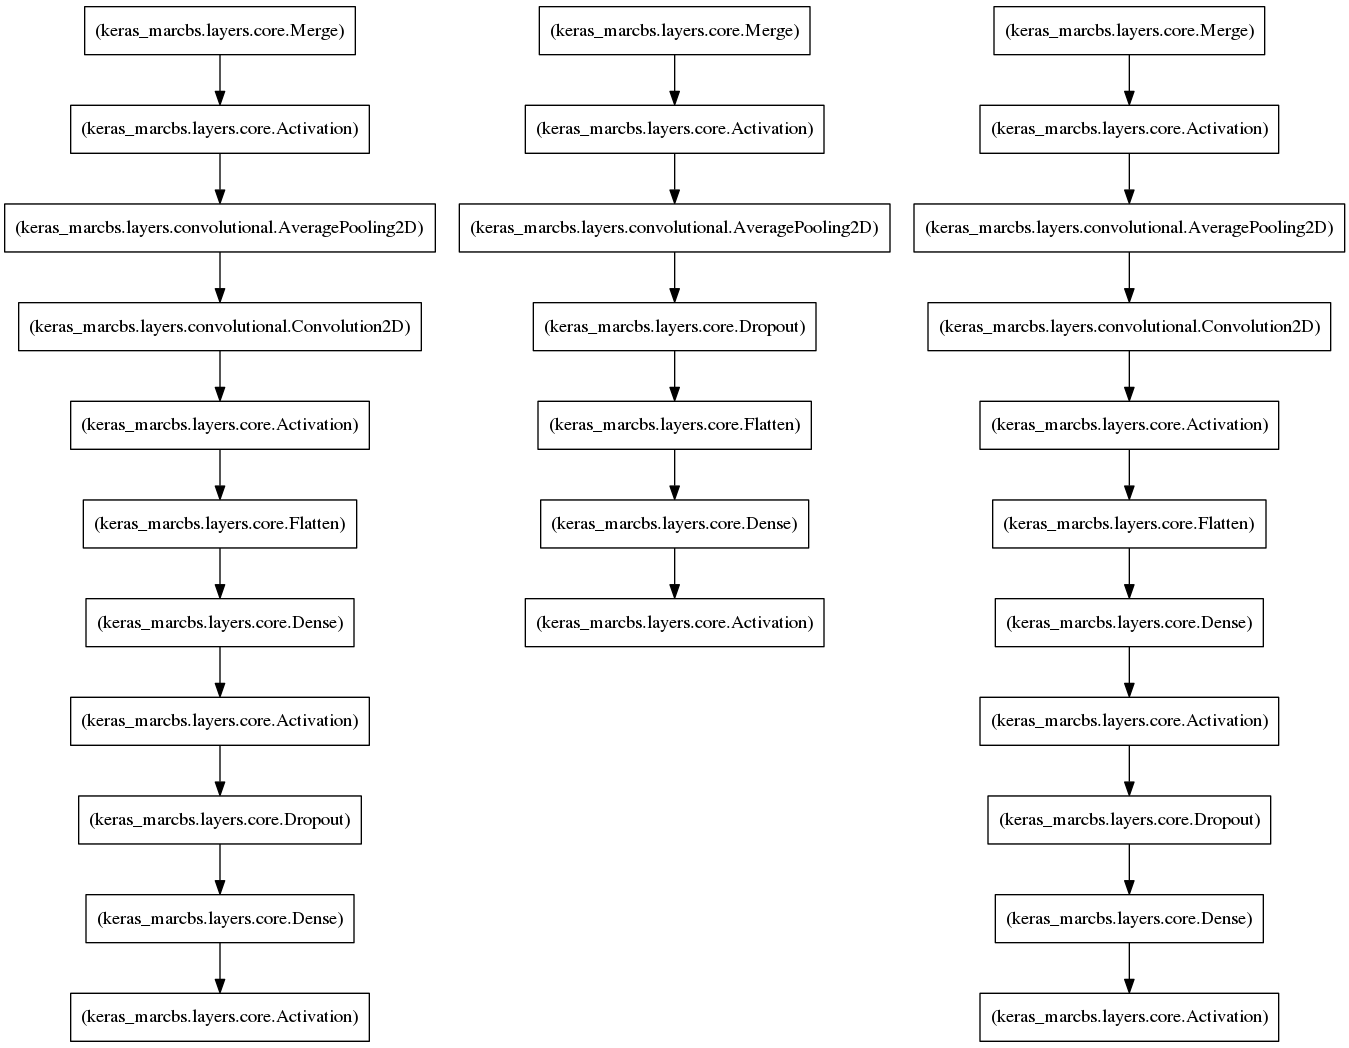 (keras_marcbs.layers.core.Merge)
(keras_marcbs.layers.core.Activation)
(keras_marcbs.layers.convolutional.AveragePooling2D)
(keras_marcbs.layers.convolutional.Convolution2D)
(keras_marcbs.layers.core.Activation)
(keras_marcbs.layers.core.Flatten)
(keras_marcbs.layers.core.Dense)
(keras_marcbs.layers.core.Activation)
(keras_marcbs.layers.core.Dropout)
(keras_marcbs.layers.core.Dense)
(keras_marcbs.layers.core.Activation)
(keras_marcbs.layers.core.Merge)
(keras_marcbs.layers.core.Activation)
(keras_marcbs.layers.convolutional.AveragePooling2D)
(keras_marcbs.layers.core.Dropout)
(keras_marcbs.layers.core.Flatten)
(keras_marcbs.layers.core.Dense)
(keras_marcbs.layers.core.Activation)
(keras_marcbs.layers.core.Merge)
(keras_marcbs.layers.core.Activation)
(keras_marcbs.layers.convolutional.AveragePooling2D)
(keras_marcbs.layers.convolutional.Convolution2D)
(keras_marcbs.layers.core.Activation)
(keras_marcbs.layers.core.Flatten)
(keras_marcbs.layers.core.Dense)
(keras_marcbs.layers.core.Activation)
(keras_marcbs.layers.core.Dropout)
(keras_marcbs.layers.core.Dense)
(keras_marcbs.layers.core.Activation)